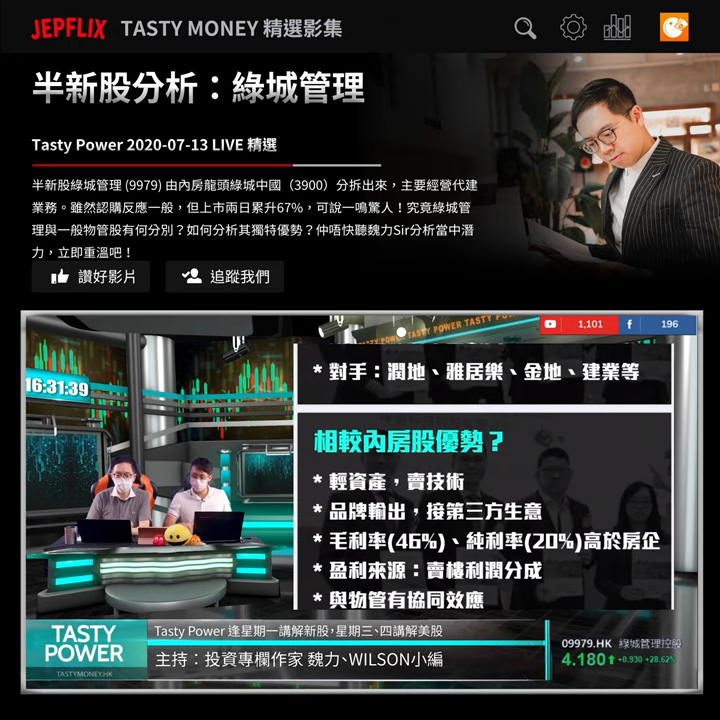 JEPFLIX TASTY MONEY 精選影集
半新股分析：綠城管理
Tasty Power 2020-07-13 LIVE 精選
半新股綠城管理 (9979) 由內房龍頭綠城中國（3900）分拆出來，主要經營代建
業務。雖然認購反應一般，但上市兩日累升67%，可說一鳴驚人！究竟綠城管
理與一般物管股有何分別？如何分析其獨特優勢？仲唔快聽魏力Sir分析當中潛
力，立即重溫吧！
讚好影片 追蹤我們
TASTY POWER TASTY
1,101 196
16:31:39
* 對手：潤地、雅居樂、金地、建業等
相較內房股優勢？
* 輕資產，賣技術
* 品牌輸出，接第三方生意
* 毛利率(46%)、純利率(20%)高於房企
* 盈利來源：賣樓利潤分成
* 與物管有協同效應
TASTY
POWER
TASTYMONEY.HK
Tasty Power 逢星期一講解新股，星期三、四講解美股
主持：投資專欄作家 魏力、WILSON小編
09979.HK 綠城管理控股
4.180 +0.930 +28.62%